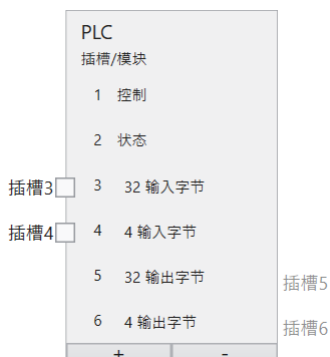 PLC
插槽/模块
1 控制
2 状态
插槽3 3 32 输入字节
插槽4 4 4 输入字节
5 32 输出字节 插槽5
6 4 输出字节 插槽6
+ -